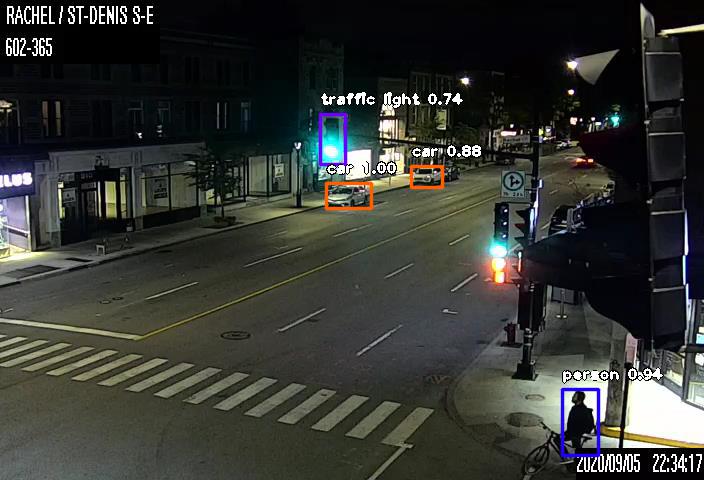 RACHEL / ST-DENIS S-E
602-365
traffic light 0.74
car 0.88
car 1.00
ULUS
person 0.94
2020/09/05 22:34:17